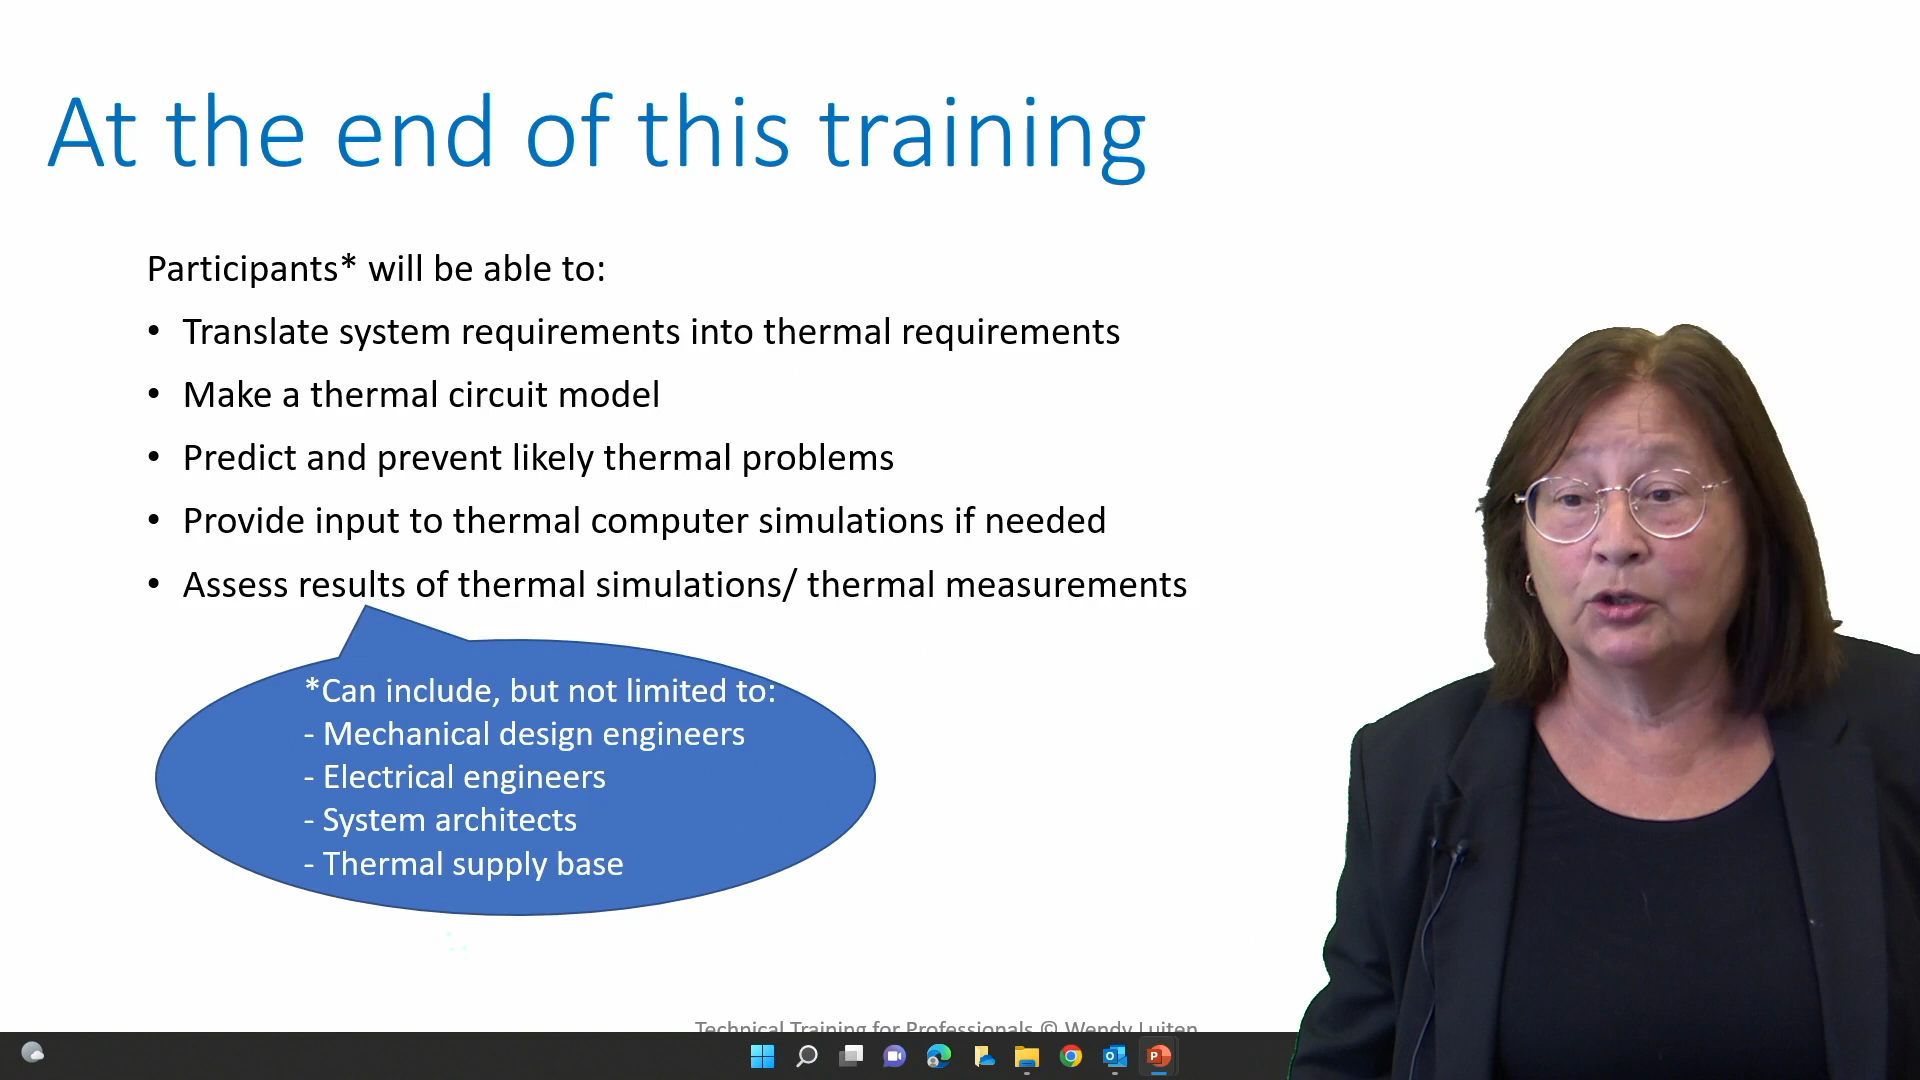 At the end of this training
Participants* will be able to:
• Translate system requirements into thermal requirements
• Make a thermal circuit model
• Predict and prevent likely thermal problems
• Provide input to thermal computer simulations if needed
• Assess results of thermal simulations/ thermal measurements
*Can include, but not limited to:
- Mechanical design engineers
- Electrical engineers
- System architects
- Thermal supply base
Technical Training for Professionals © Wendy Luiten